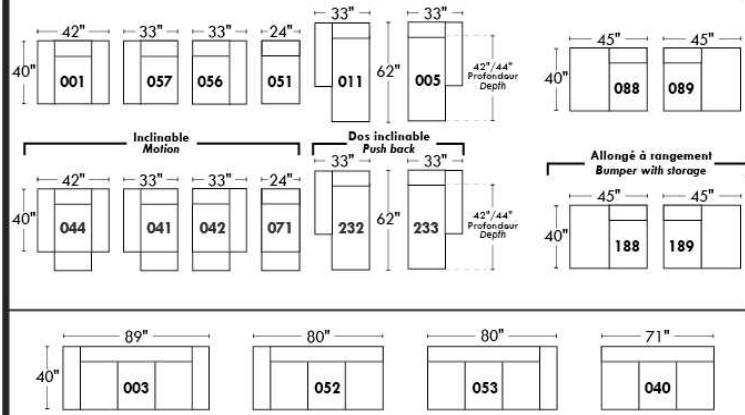 42" 33" 33" 24" 33" 33" 45" 45"
40" 001 057 056 051 011 62" 005 42"/44" Profondeur Depth 40" 088 089
Inclinable
Motion
Dos inclinable
Push back
Allongé à rangement
Bumper with storage
42" 33" 33" 24" 33" 33" 45" 45"
40" 044 041 042 071 232 62" 233 42"/44" Profondeur Depth 40" 188 189
89" 80" 80" 71"
40" 003 052 053 040